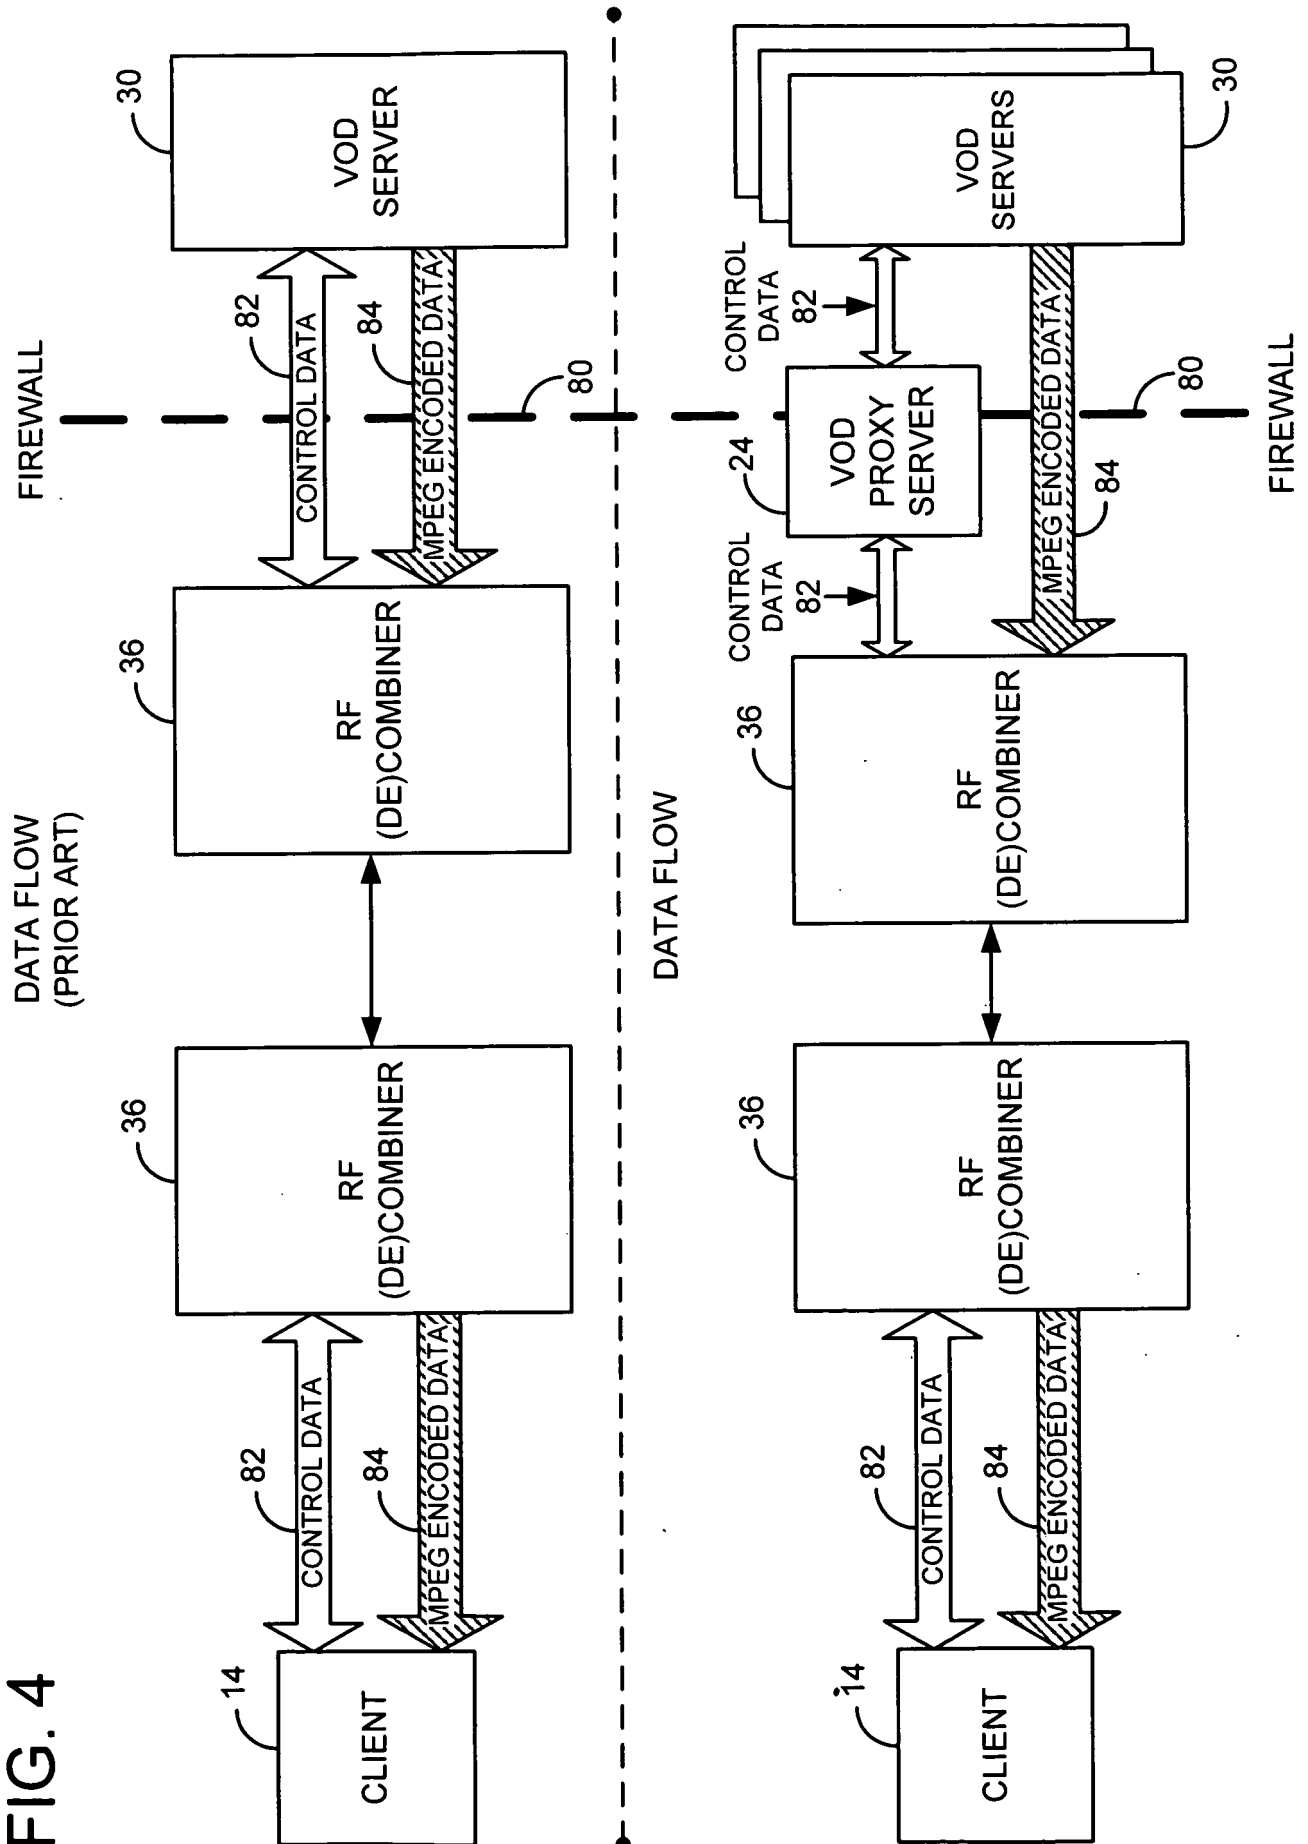 FIG. 4
DATA FLOW
(PRIOR ART)
FIREWALL
14
CLIENT
82
CONTROL DATA
84
MPEG ENCODED DATA
36
RF
(DE)COMBINER
36
RF
(DE)COMBINER
82
CONTROL DATA
84
MPEG ENCODED DATA
80
30
VOD
SERVER
DATA FLOW
14
CLIENT
82
CONTROL DATA
84
MPEG ENCODED DATA
36
RF
(DE)COMBINER
36
RF
(DE)COMBINER
CONTROL
DATA
82
24
VOD
PROXY
SERVER
CONTROL
DATA
82
MPEG ENCODED DATA
84
80
VOD
SERVERS
30
FIREWALL